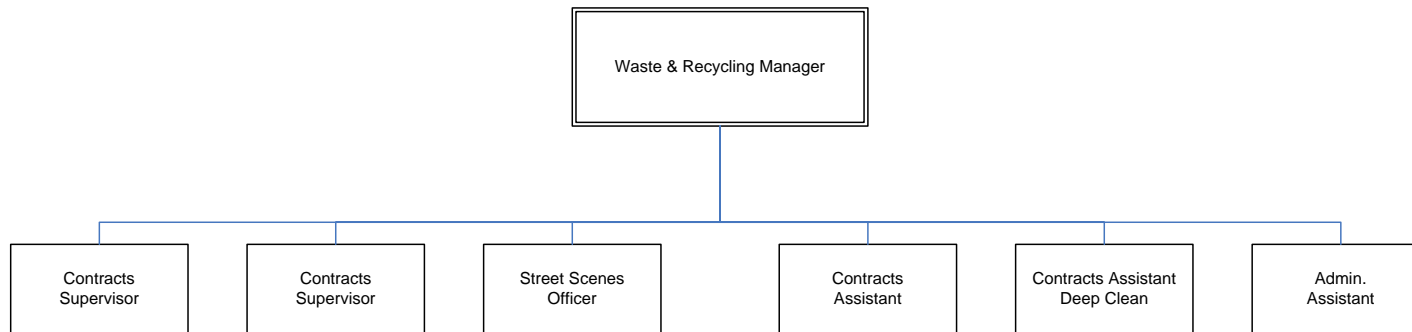 Waste & Recycling Manager
Contracts
Supervisor
Contracts
Supervisor
Street Scenes
Officer
Contracts
Assistant
Contracts Assistant
Deep Clean
Admin.
Assistant